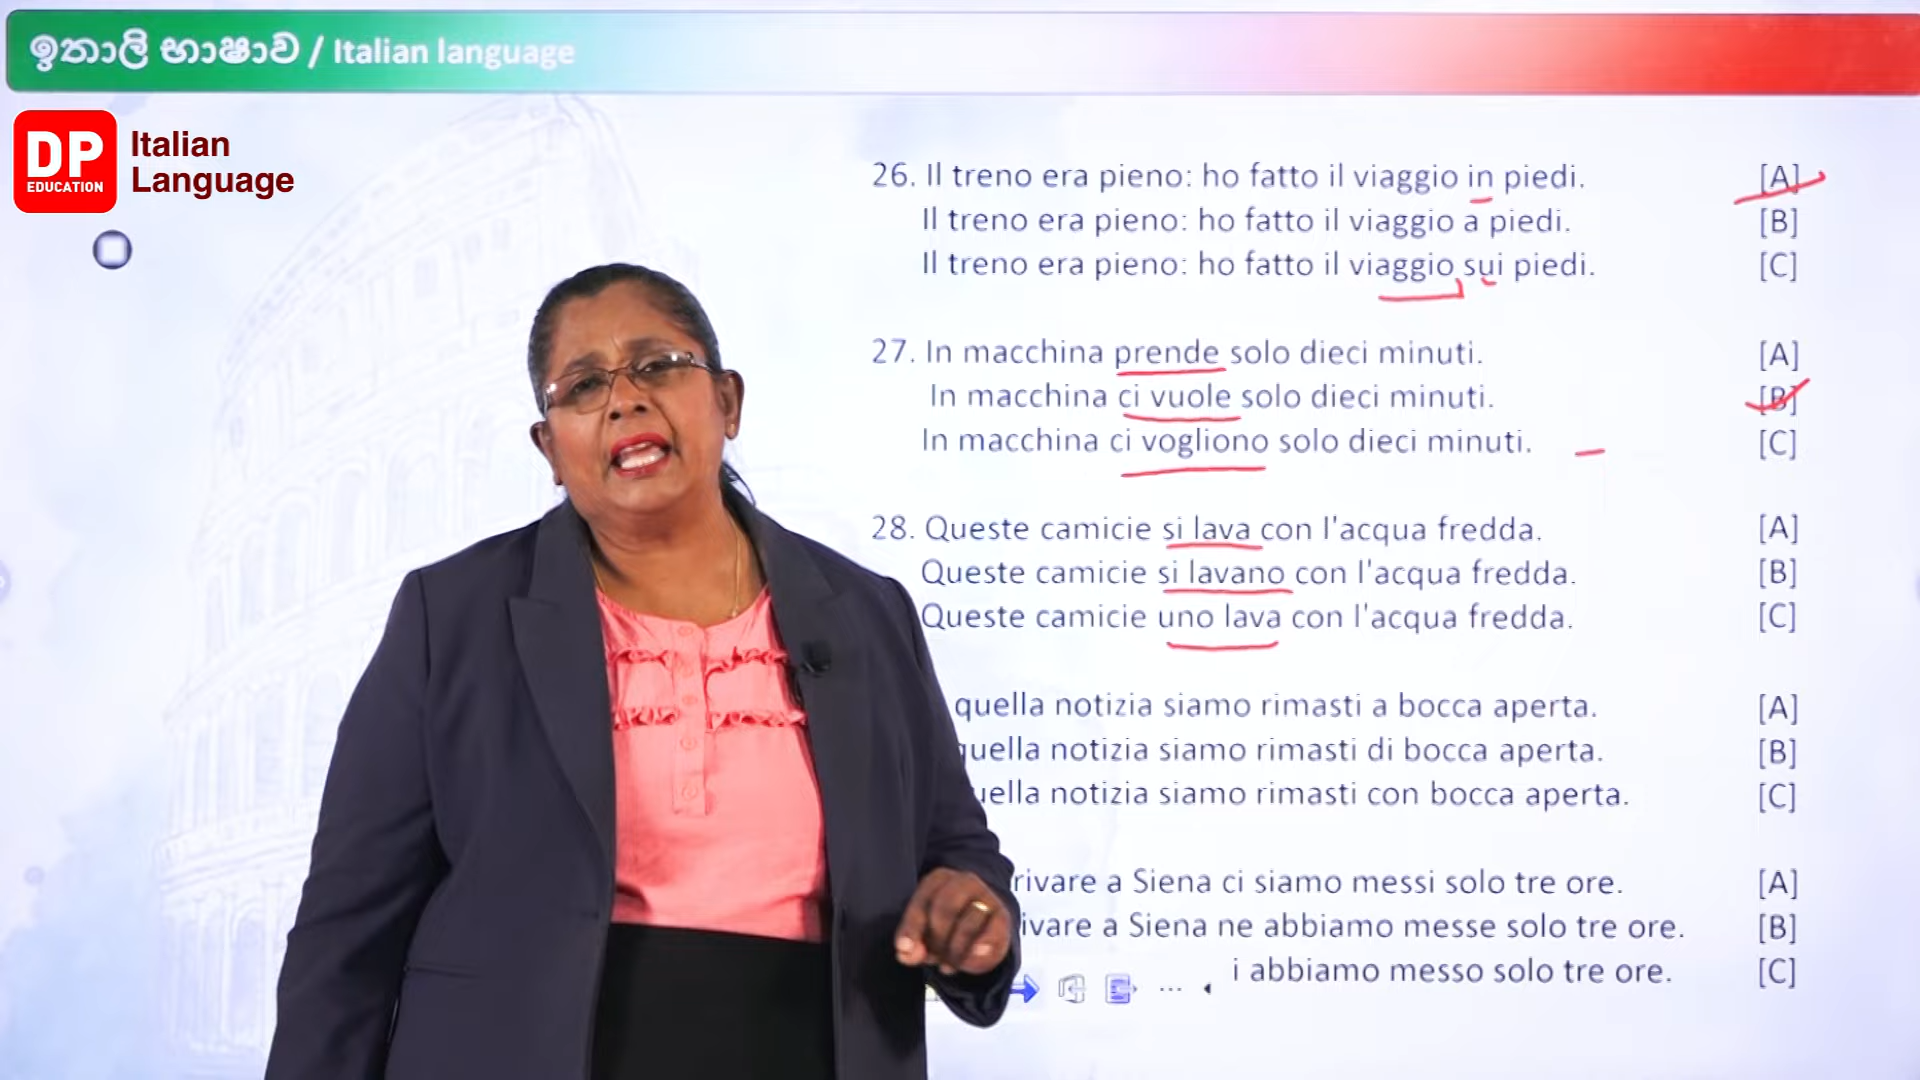 ඉතාලි භාෂාව / Italian language
DP
EDUCATION
Italian
Language
26. Il treno era pieno: ho fatto il viaggio in piedi. [A]
Il treno era pieno: ho fatto il viaggio a piedi. [B]
Il treno era pieno: ho fatto il viaggio sui piedi. [C]
27. In macchina prende solo dieci minuti. [A]
In macchina ci vuole solo dieci minuti. [B]
In macchina ci vogliono solo dieci minuti. [C]
28. Queste camicie si lava con l'acqua fredda. [A]
Queste camicie si lavano con l'acqua fredda. [B]
Queste camicie uno lava con l'acqua fredda. [C]
quella notizia siamo rimasti a bocca aperta. [A]
notizia siamo rimasti di bocca aperta. [B]
notizia siamo rimasti con bocca aperta. [C]
a Siena ci siamo messi solo tre ore. [A]
a Siena ne abbiamo messe solo tre ore. [B]
abbiamo messo solo tre ore. [C]